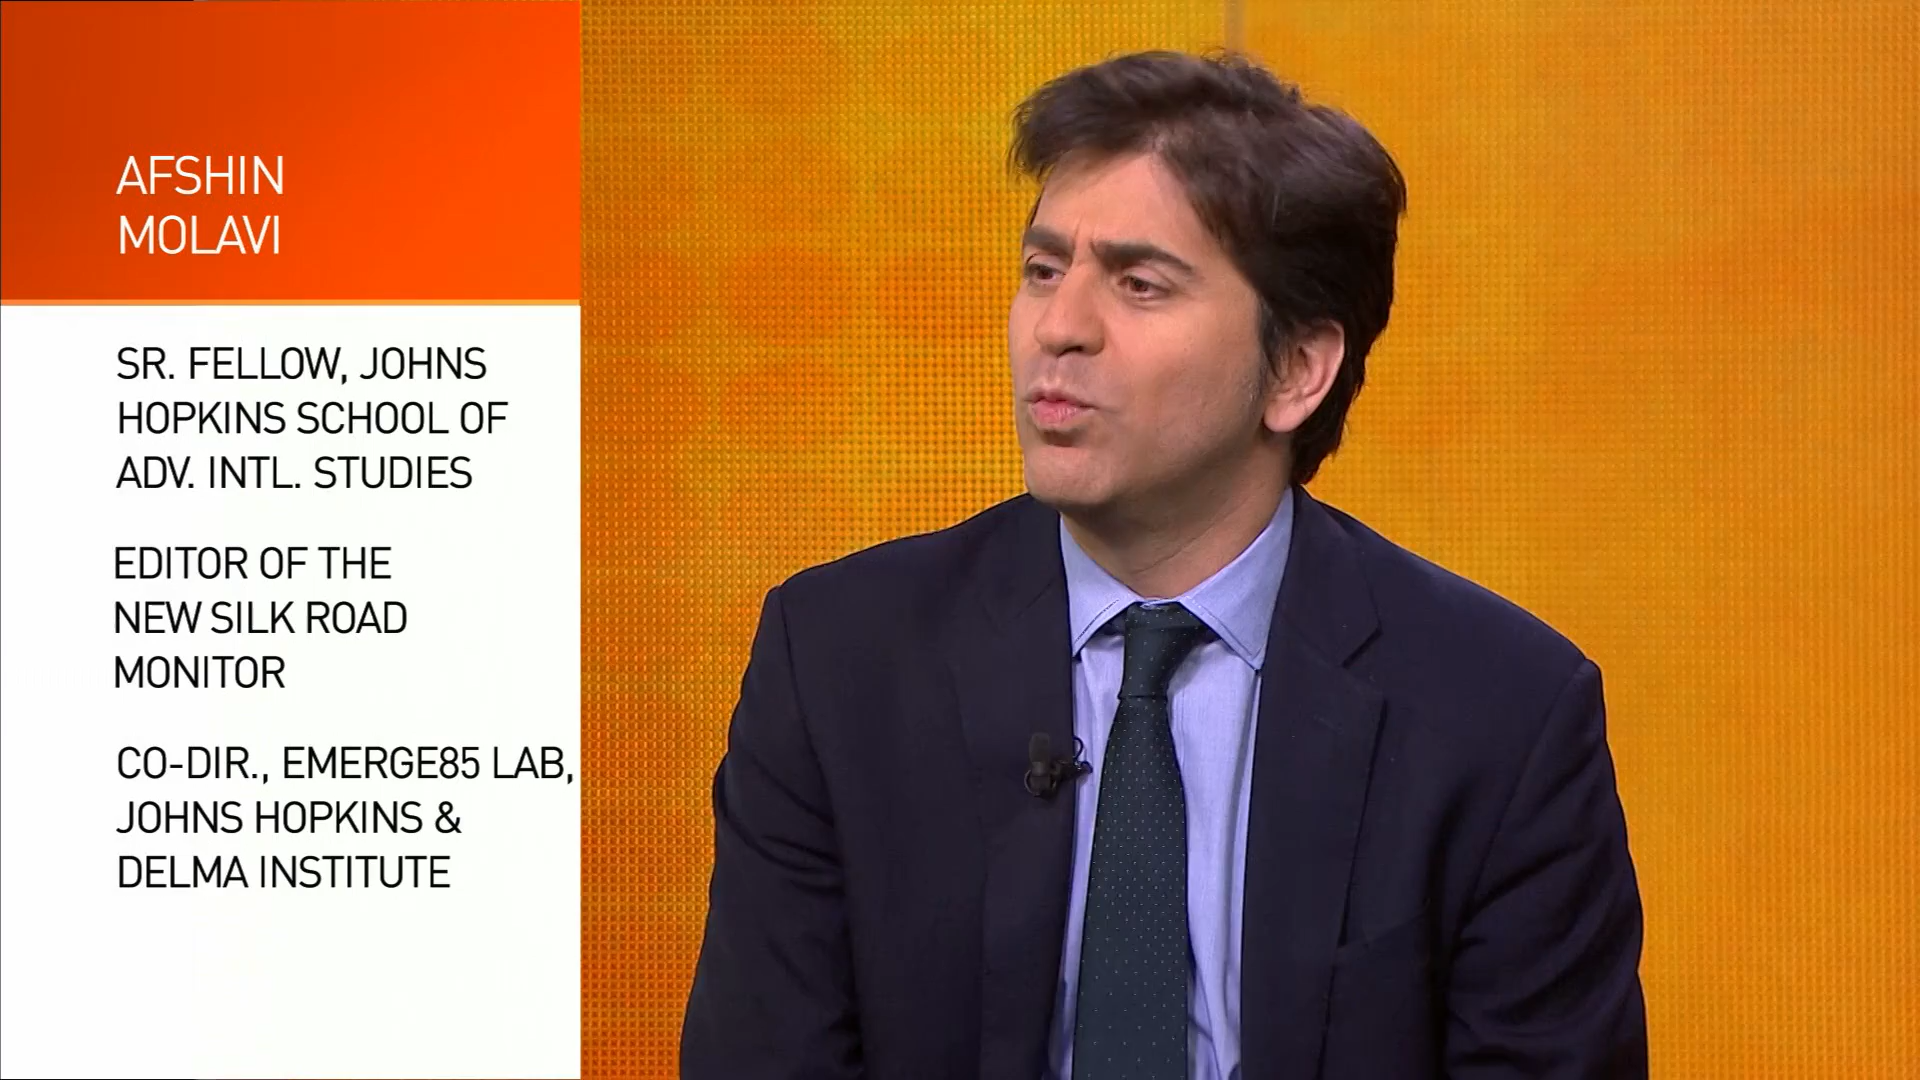 AFSHIN
MOLAVI
SR. FELLOW, JOHNS
HOPKINS SCHOOL OF
ADV. INTL. STUDIES
EDITOR OF THE
NEW SILK ROAD
MONITOR
CO-DIR., EMERGE85 LAB,
JOHNS HOPKINS &
DELMA INSTITUTE